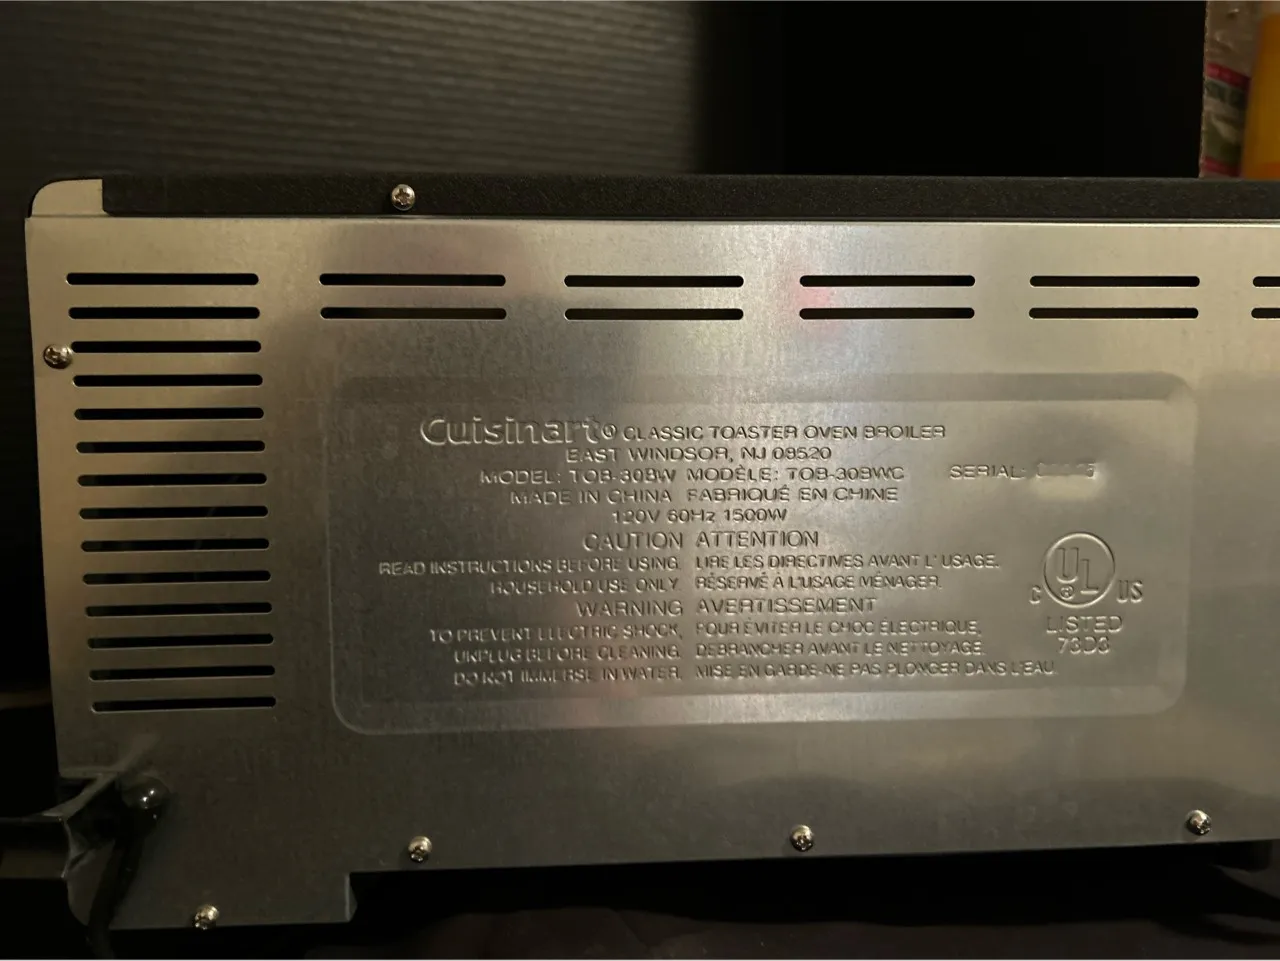 Cuisinart® CLASSIC TOASTER OVEN BROILER
EAST WINDSOR, NJ 08520
MODEL: TOB-30BW MODÈLE: TOB-30BWC SERIAL:
MADE IN CHINA FABRIQUÉ EN CHINE
120V 60Hz 1500W
CAUTION ATTENTION
READ INSTRUCTIONS BEFORE USING. LIRE LES DIRECTIVES AVANT L'USAGE.
HOUSEHOLD USE ONLY. RÉSERVÉ À L'USAGE MÉNAGER.
WARNING AVERTISSEMENT
TO PREVENT ELECTRIC SHOCK, POUR ÉVITER LE CHOC ÉLECTRIQUE,
UNPLUG BEFORE CLEANING. DEBRANCHER AVANT LE NETTOYAGE.
DO NOT IMMERSE IN WATER. MISE EN GARDE-NE PAS PLONGER DANS L'EAU.
C UL ® US
LISTED